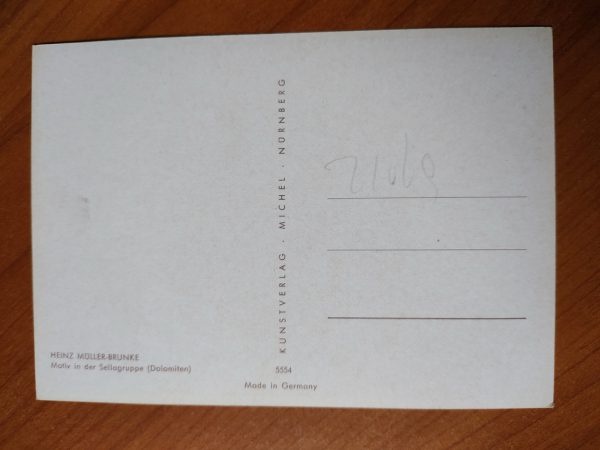 HEINZ MÜLLER-BRUNKE
Motiv in der Sellagruppe (Dolomiten)
KUNSTVERLAG · MICHEL · NÜRNBERG
5554
Made in Germany